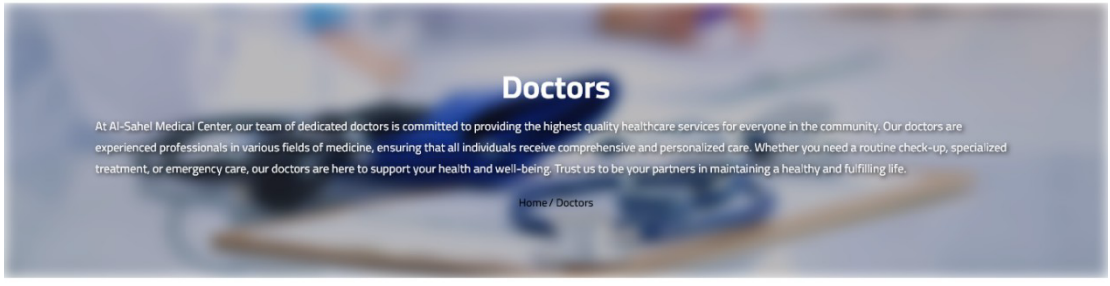 Doctors
At Al-Sahel Medical Center, our team of dedicated doctors is committed to providing the highest quality healthcare services for everyone in the community. Our doctors are
experienced professionals in various fields of medicine, ensuring that all individuals receive comprehensive and personalized care. Whether you need a routine check-up, specialized
treatment, or emergency care, our doctors are here to support your health and well-being. Trust us to be your partners in maintaining a healthy and fulfilling life.
Home / Doctors